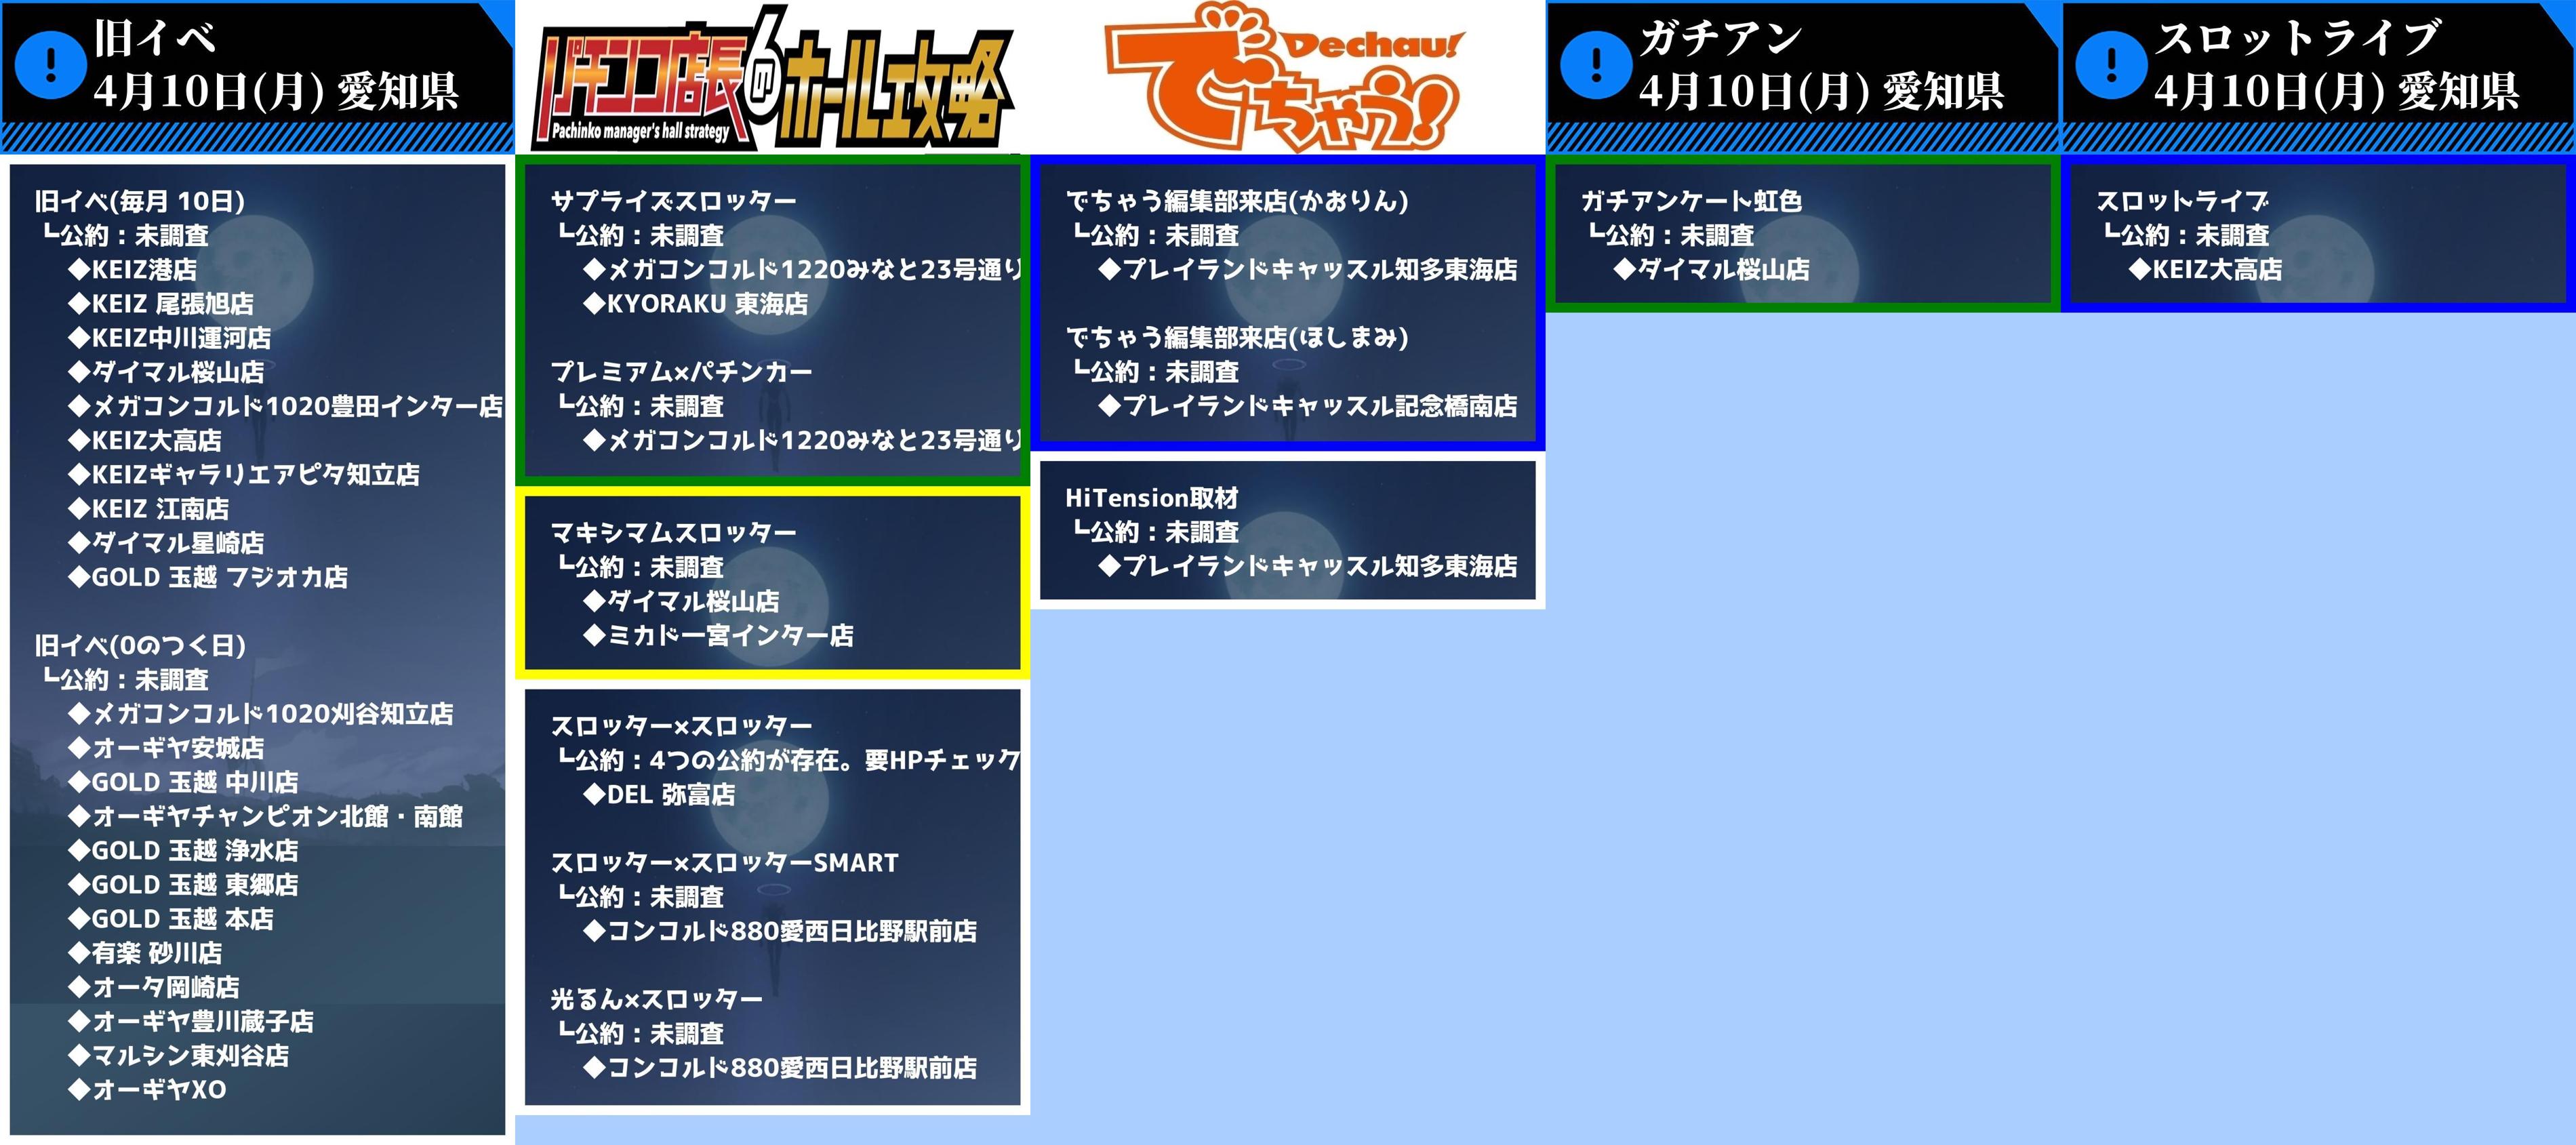 旧イベ
4月10日(月) 愛知県
旧イベ(毎月 10日)
┗公約：未調査
◆KEIZ港店
◆KEIZ 尾張旭店
◆KEIZ中川運河店
◆ダイマル桜山店
◆メガコンコルド1020豊田インター店
◆KEIZ大高店
◆KEIZギャラリエアピタ知立店
◆KEIZ 江南店
◆ダイマル星崎店
◆GOLD 玉越 フジオカ店
旧イベ(0のつく日)
┗公約：未調査
◆メガコンコルド1020刈谷知立店
◆オーギヤ安城店
◆GOLD 玉越 中川店
◆オーギヤチャンピオン北館・南館
◆GOLD 玉越 浄水店
◆GOLD 玉越 東郷店
◆GOLD 玉越 本店
◆有楽 砂川店
◆オータ岡崎店
◆オーギヤ豊川蔵子店
◆マルシン東刈谷店
◆オーギヤXO
パチンコ店長のホール攻略
Pachinko manager's hall strategy
サプライズスロッター
┗公約：未調査
◆メガコンコルド1220みなと23号通り
◆KYORAKU 東海店
プレミアム×パチンカー
┗公約：未調査
◆メガコンコルド1220みなと23号通り
マキシマムスロッター
┗公約：未調査
◆ダイマル桜山店
◆ミカド一宮インター店
スロッター×スロッター
┗公約：4つの公約が存在。要HPチェック
◆DEL 弥富店
スロッター×スロッターSMART
┗公約：未調査
◆コンコルド880愛西日比野駅前店
光るん×スロッター
┗公約：未調査
◆コンコルド880愛西日比野駅前店
Dechau!
でちゃう!
でちゃう編集部来店(かおりん)
┗公約：未調査
◆プレイランドキャッスル知多東海店
でちゃう編集部来店(ほしまみ)
┗公約：未調査
◆プレイランドキャッスル記念橋南店
HiTension取材
┗公約：未調査
◆プレイランドキャッスル知多東海店
ガチアン
4月10日(月) 愛知県
ガチアンケート虹色
┗公約：未調査
◆ダイマル桜山店
スロットライブ
4月10日(月) 愛知県
スロットライブ
┗公約：未調査
◆KEIZ大高店